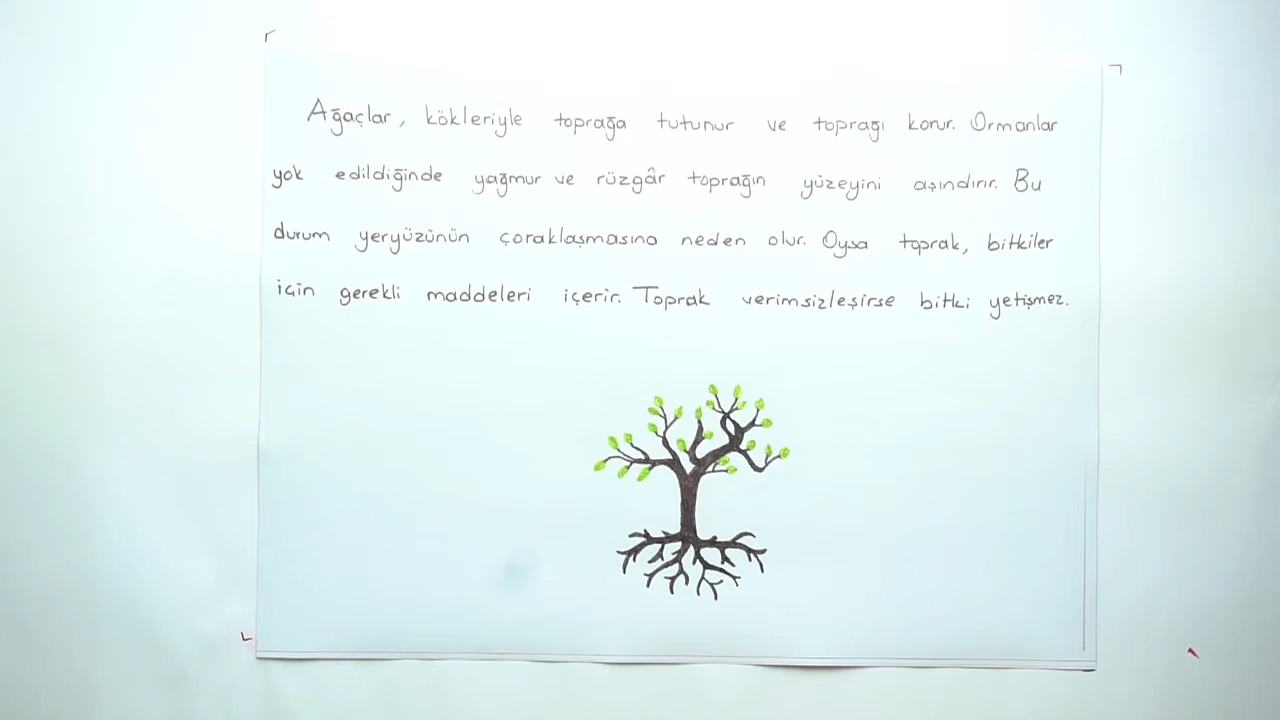 Ağaçlar, kökleriyle toprağa tutunur ve toprağı korur. Ormanlar
yok edildiğinde yağmur ve rüzgâr toprağın yüzeyini aşındırır. Bu
durum yeryüzünün çoraklaşmasına neden olur. Oysa toprak, bitkiler
için gerekli maddeleri içerir. Toprak verimsizleşirse bitki yetişmez.